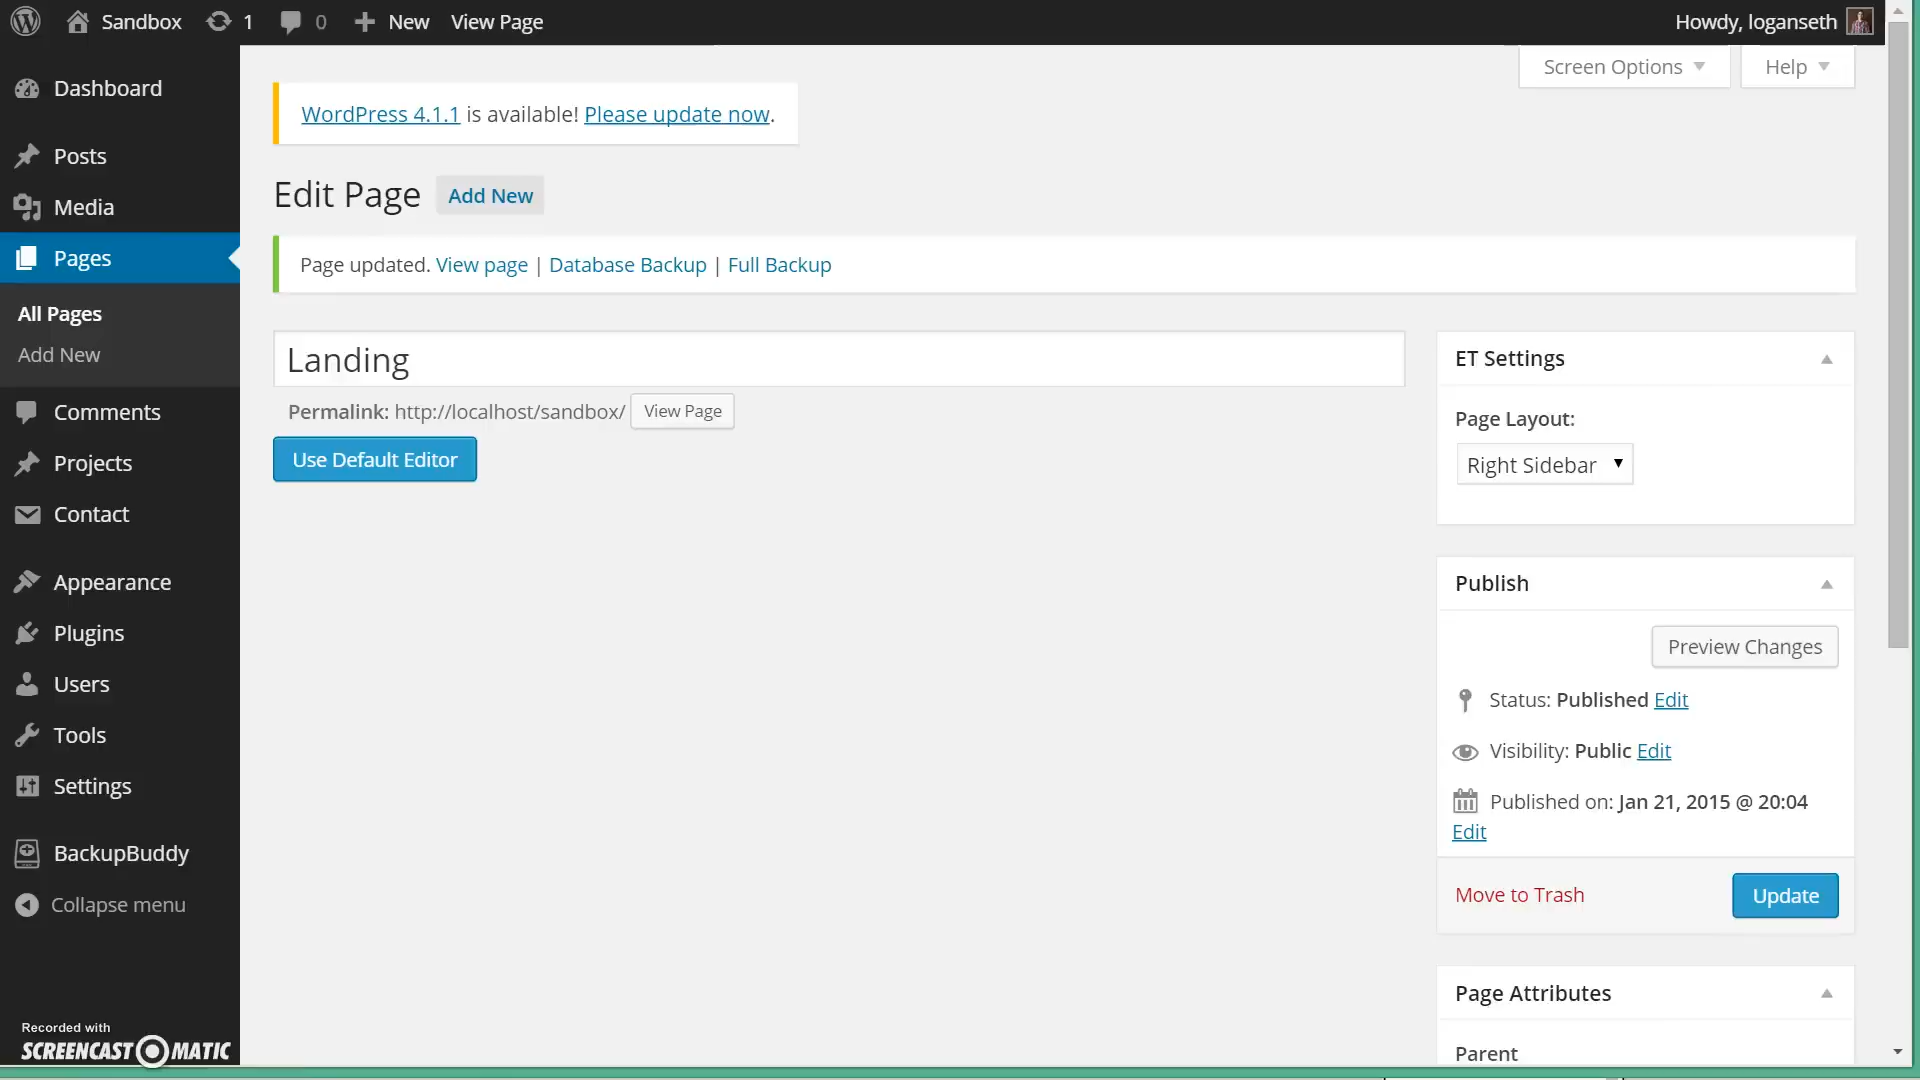 Sandbox 1 0 New View Page Howdy, loganseth
Screen Options Help
Dashboard
Posts
Media
Pages
All Pages
Add New
Comments
Projects
Contact
Appearance
Plugins
Users
Tools
Settings
BackupBuddy
Collapse menu
Recorded with
SCREENCAST MATIC
WordPress 4.1.1 is available! Please update now.
Edit Page Add New
Page updated. View page | Database Backup | Full Backup
Landing
Permalink: http://localhost/sandbox/ View Page
Use Default Editor
ET Settings
Page Layout:
Right Sidebar
Publish
Preview Changes
Status: Published Edit
Visibility: Public Edit
Published on: Jan 21, 2015 @ 20:04
Edit
Move to Trash Update
Page Attributes
Parent